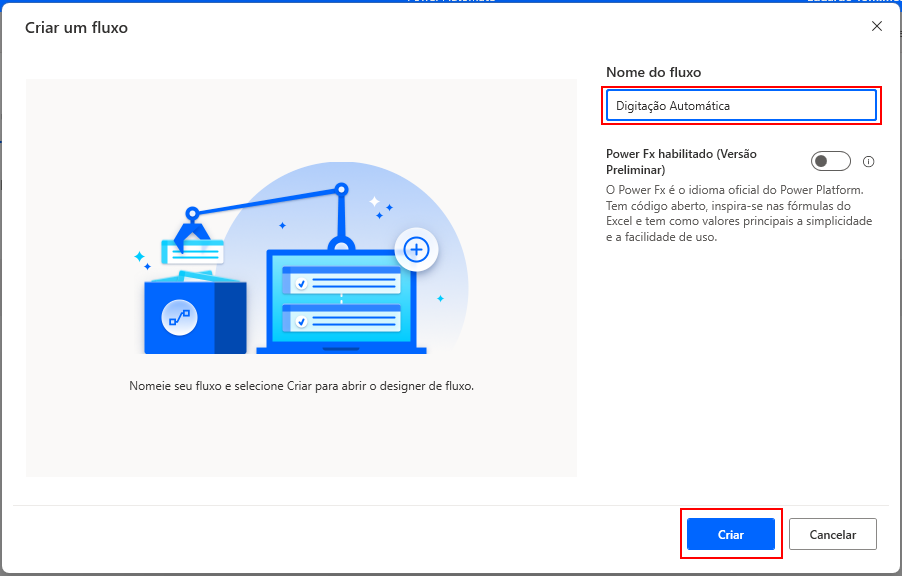 Criar um fluxo
Nome do fluxo
Digitação Automática
Power Fx habilitado (Versão
Preliminar)
O Power Fx é o idioma oficial do Power Platform.
Tem código aberto, inspira-se nas fórmulas do
Excel e tem como valores principais a simplicidade
e a facilidade de uso.
Nomeie seu fluxo e selecione Criar para abrir o designer de fluxo.
Criar
Cancelar